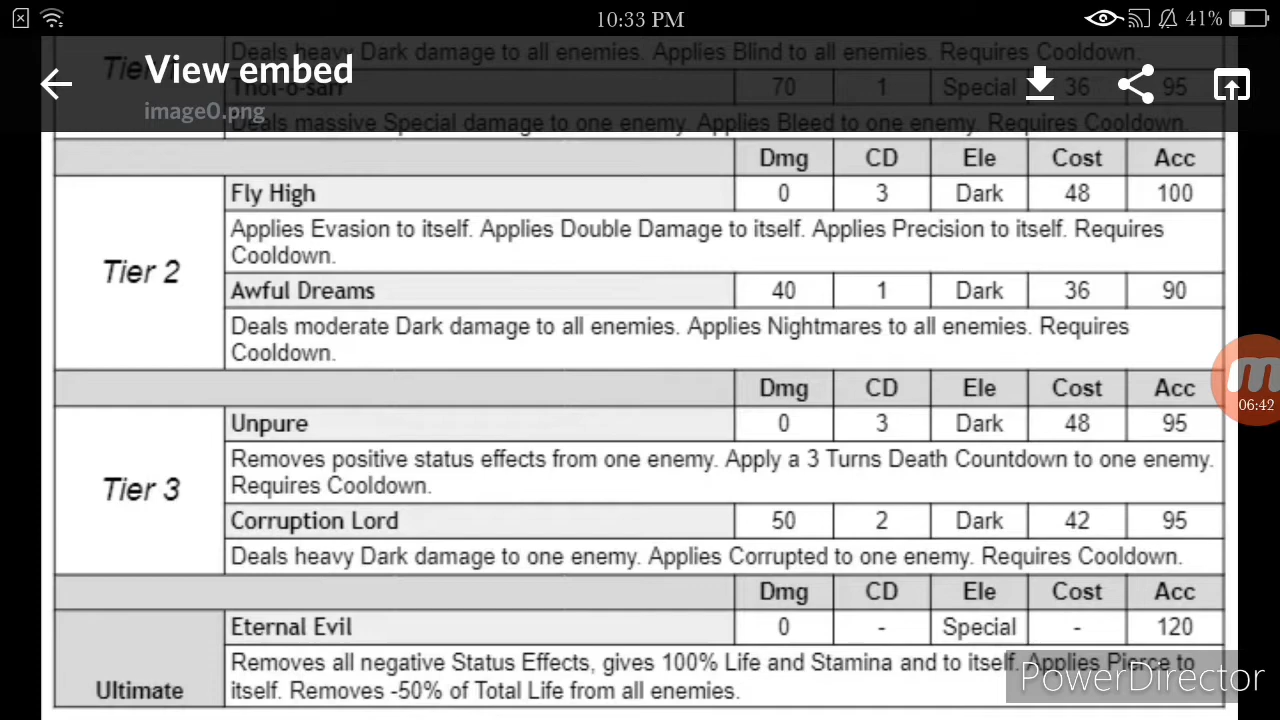 10:33 PM 41%
Deals heavy Dark damage to all enemies. Applies Blind to all enemies. Requires Cooldown.
View embed
image0.png
70 1 Special 36 95
Deals massive Special damage to one enemy. Applies Bleed to one enemy. Requires Cooldown.
Dmg CD Ele Cost Acc
Fly High 0 3 Dark 48 100
Applies Evasion to itself. Applies Double Damage to itself. Applies Precision to itself. Requires
Cooldown.
Tier 2
Awful Dreams 40 1 Dark 36 90
Deals moderate Dark damage to all enemies. Applies Nightmares to all enemies. Requires
Cooldown.
Dmg CD Ele Cost Acc
06:42
Unpure 0 3 Dark 48 95
Removes positive status effects from one enemy. Apply a 3 Turns Death Countdown to one enemy.
Requires Cooldown.
Tier 3
Corruption Lord 50 2 Dark 42 95
Deals heavy Dark damage to one enemy. Applies Corrupted to one enemy. Requires Cooldown.
Dmg CD Ele Cost Acc
Eternal Evil 0 - Special - 120
Removes all negative Status Effects, gives 100% Life and Stamina and to itself. Applies Pierce to
itself. Removes -50% of Total Life from all enemies.
Ultimate
PowerDirector